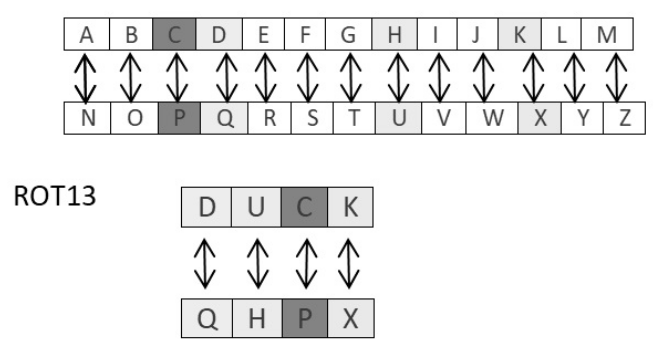 A B C D E F G H I J K L M
N O P Q R S T U V W X Y Z
ROT13
D U C K
Q H P X